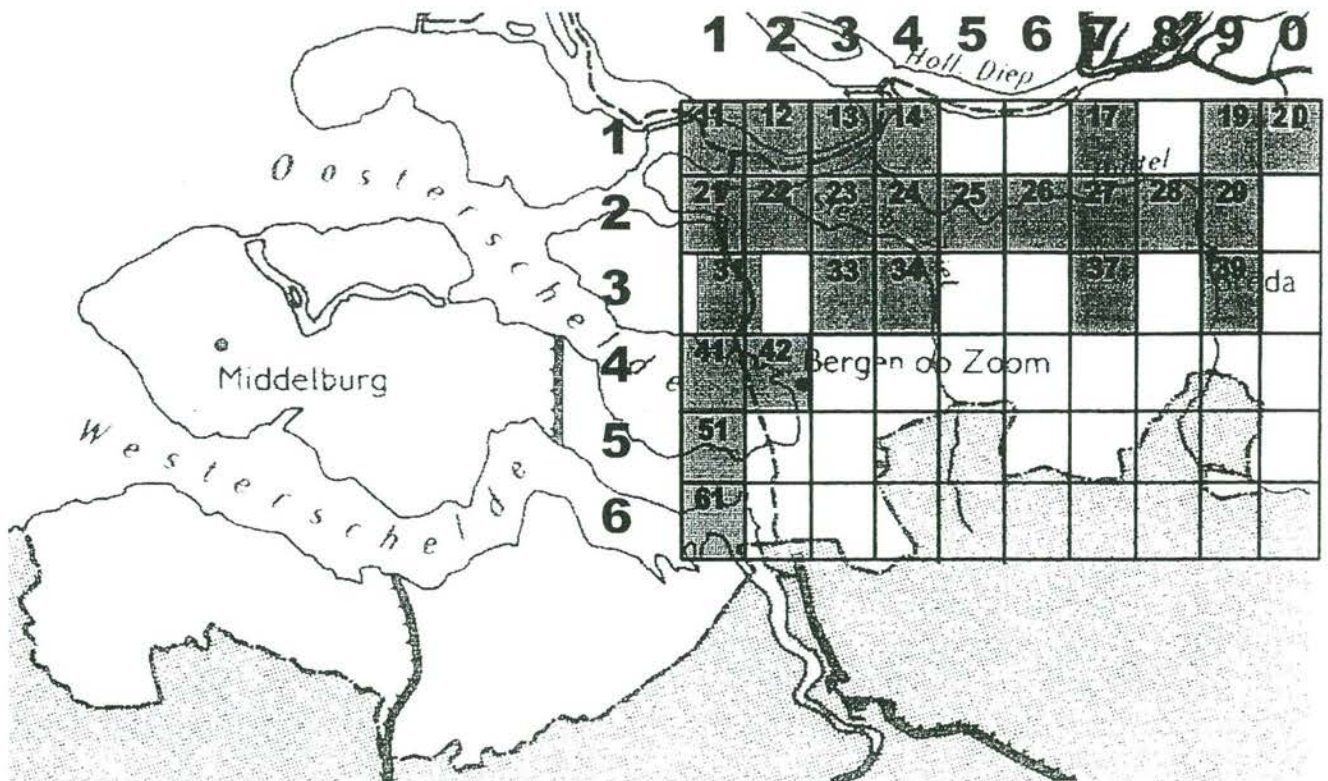 1 2 3 4 5 6 7 8 9 0
Holl. Diep
1 11 12 13 14 17 19 20
Oosterschelde
2 21 22 23 24 25 26 27 28 29
3 31 33 34 37 39
da
4 41 42 Bergen op Zoom
Middelburg
5 51
Westerschelde
6 61